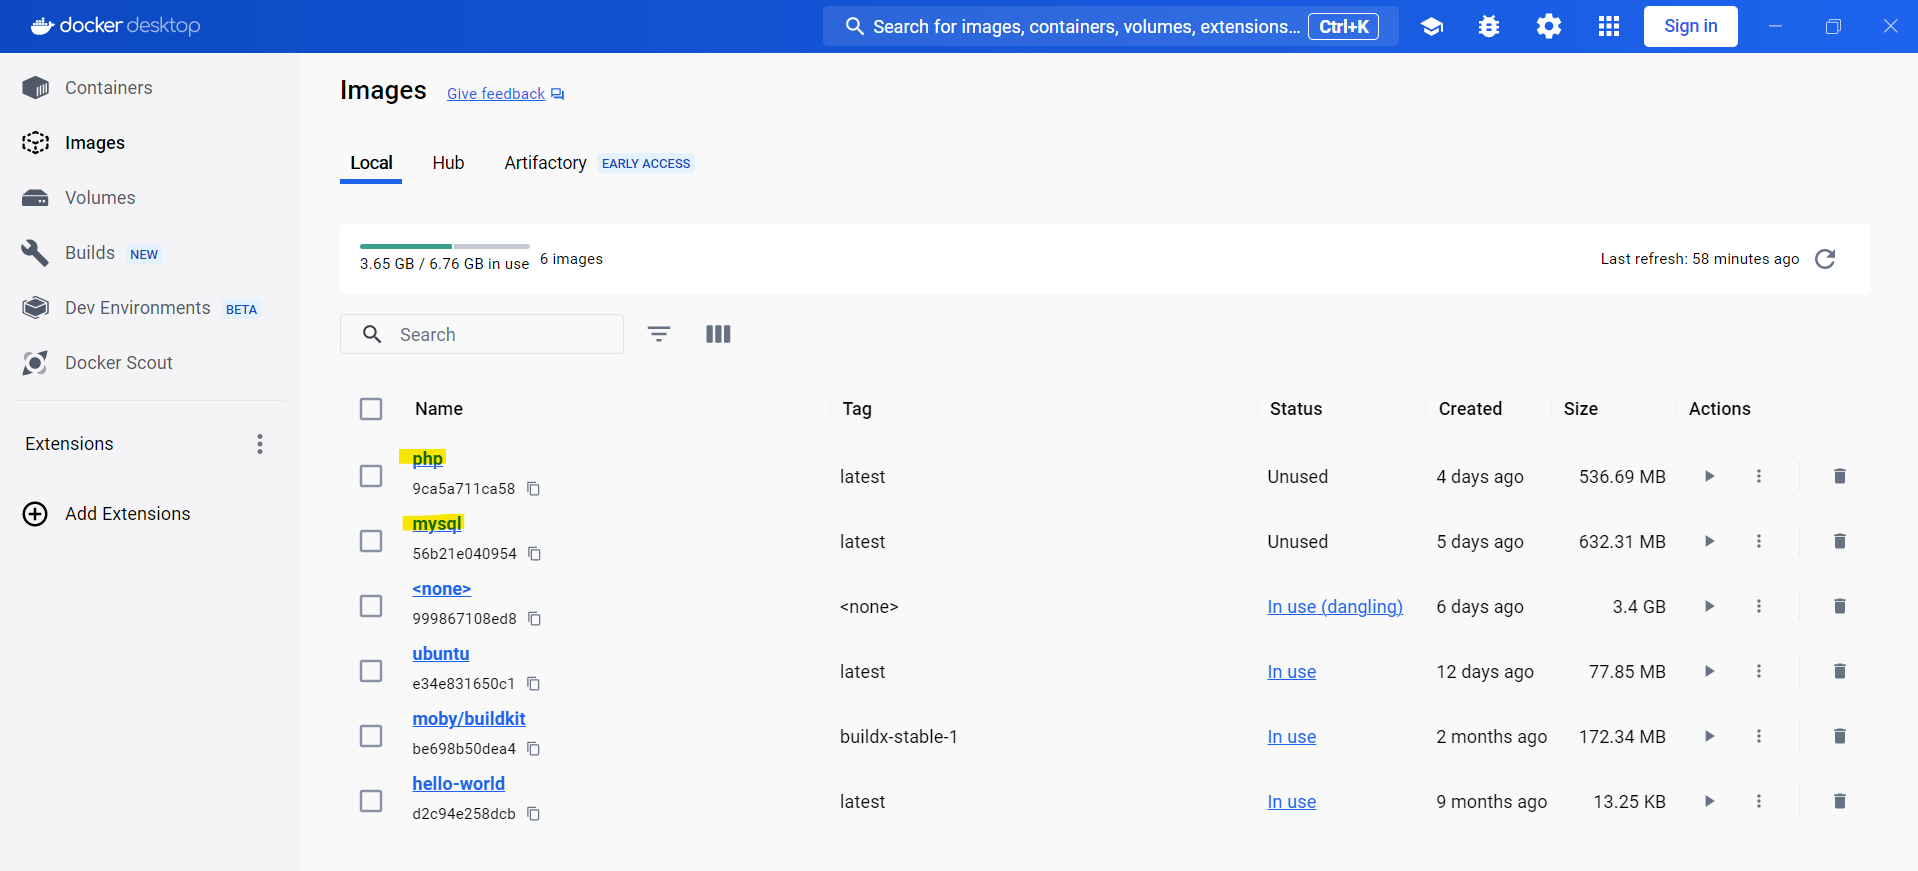 docker desktop
Search for images, containers, volumes, extensions... Ctrl+K
Sign in
Containers
Images
Volumes
Builds NEW
Dev Environments BETA
Docker Scout
Extensions
Add Extensions
Images Give feedback
Local Hub Artifactory EARLY ACCESS
3.65 GB / 6.76 GB in use 6 images
Last refresh: 58 minutes ago
Search
Name Tag Status Created Size Actions
php
9ca5a711ca58
latest Unused 4 days ago 536.69 MB
mysql
56b21e040954
latest Unused 5 days ago 632.31 MB
<none>
999867108ed8
<none> In use (dangling) 6 days ago 3.4 GB
ubuntu
e34e831650c1
latest In use 12 days ago 77.85 MB
moby/buildkit
be698b50dea4
buildx-stable-1 In use 2 months ago 172.34 MB
hello-world
d2c94e258dcb
latest In use 9 months ago 13.25 KB